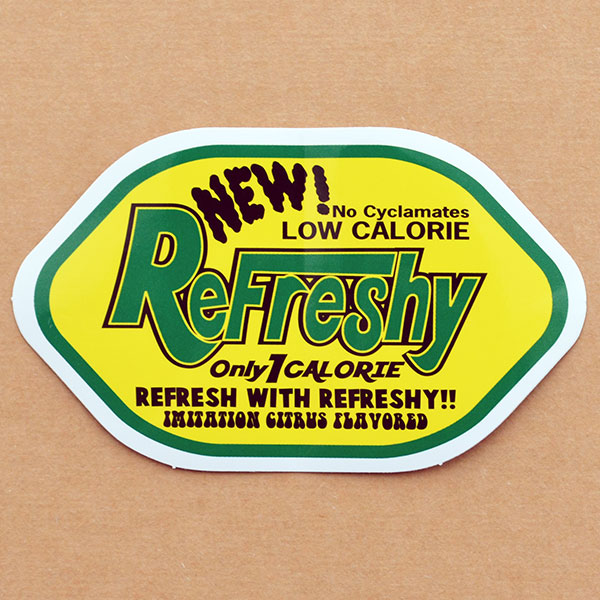 NEW!
No Cyclamates
LOW CALORIE
ReFreshy
Only 1 CALORIE
REFRESH WITH REFRESHY!!
IMITATION CITRUS FLAVORED